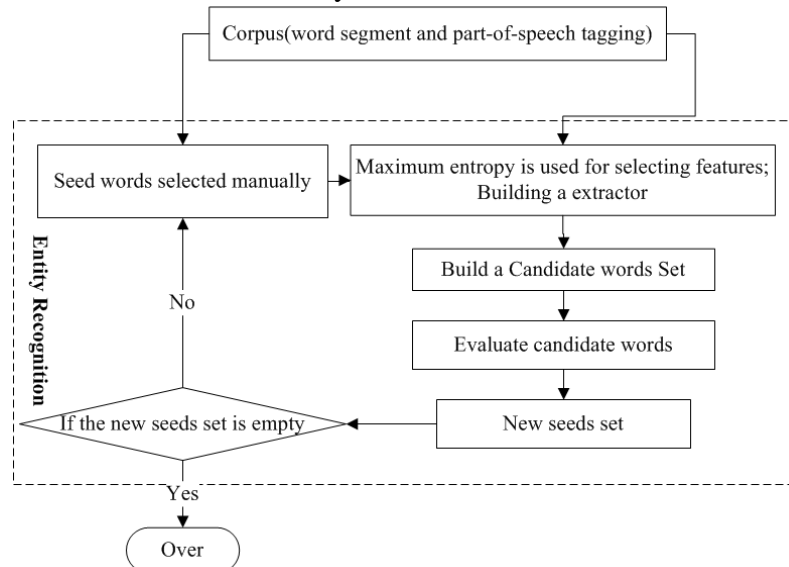 Corpus(word segment and part-of-speech tagging)
Seed words selected manually
Maximum entropy is used for selecting features;
Building a extractor
Build a Candidate words Set
Evaluate candidate words
New seeds set
If the new seeds set is empty
No
Yes
Over
Entity Recognition